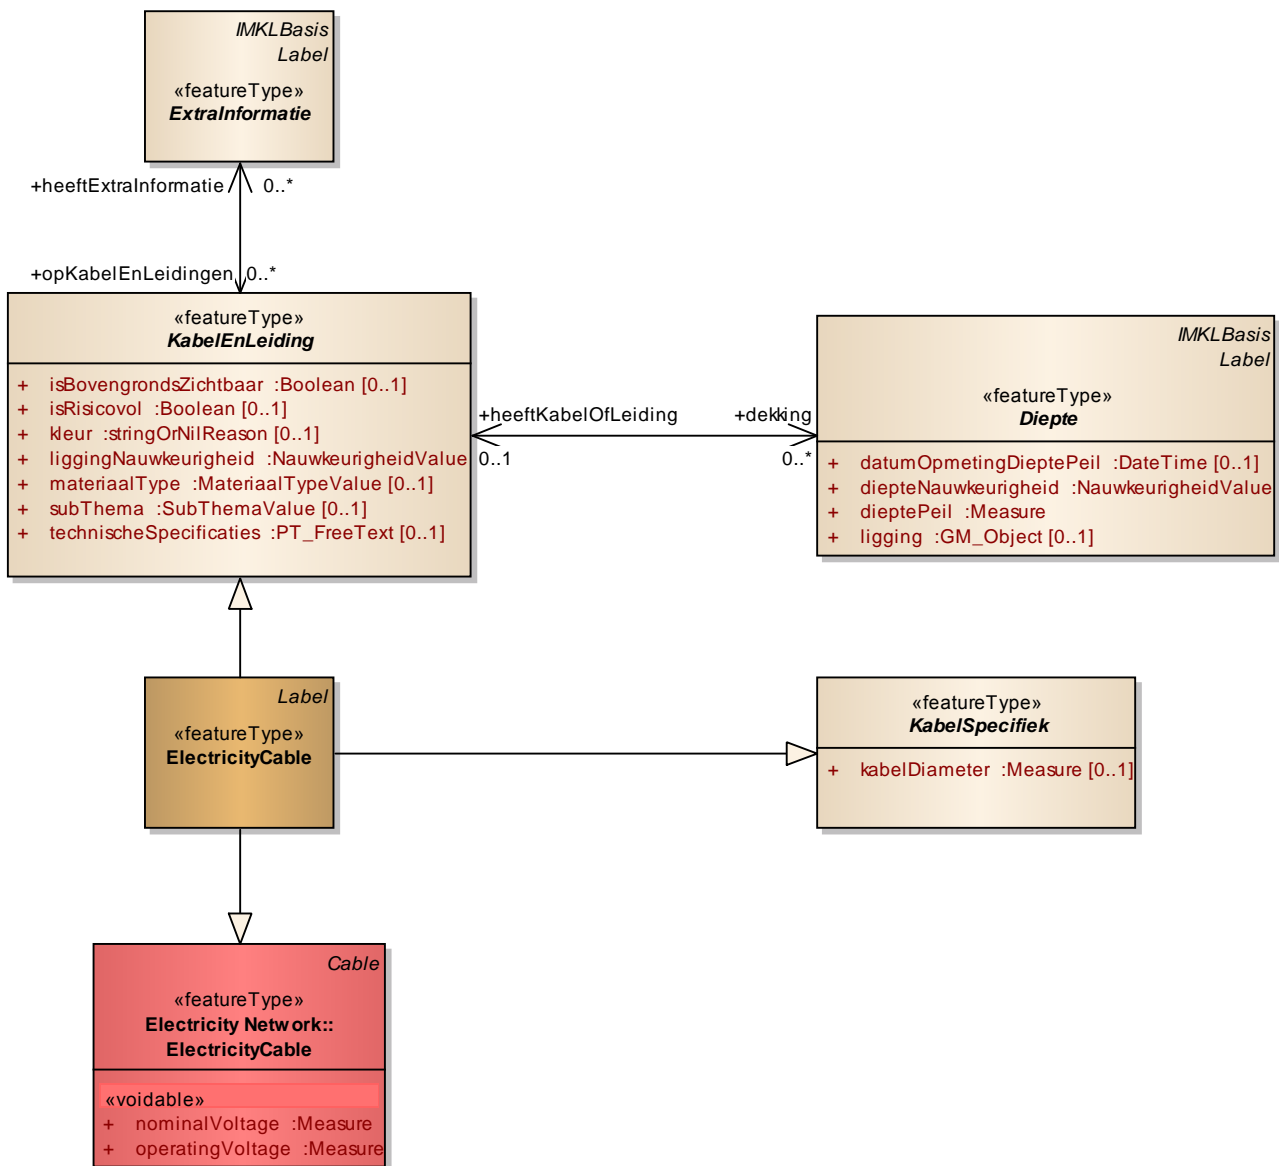 IMKLBasis
Label
«featureType»
ExtraInformatie
+heeftExtraInformatie 0..*
+opKabelEnLeidingen 0..*
«featureType»
KabelEnLeiding
+ isBovengrondsZichtbaar :Boolean [0..1]
+ isRisicovol :Boolean [0..1]
+ kleur :stringOrNilReason [0..1]
+ liggingNauwkeurigheid :NauwkeurigheidValue
+ materiaalType :MateriaalTypeValue [0..1]
+ subThema :SubThemaValue [0..1]
+ technischeSpecificaties :PT_FreeText [0..1]
+heeftKabelOfLeiding
0..1
+dekking
0..*
IMKLBasis
Label
«featureType»
Diepte
+ datumOpmetingDieptePeil :DateTime [0..1]
+ diepteNauwkeurigheid :NauwkeurigheidValue
+ dieptePeil :Measure
+ ligging :GM_Object [0..1]
Label
«featureType»
ElectricityCable
«featureType»
KabelSpecifiek
+ kabelDiameter :Measure [0..1]
Cable
«featureType»
Electricity Network::
ElectricityCable
«voidable»
+ nominalVoltage :Measure
+ operatingVoltage :Measure